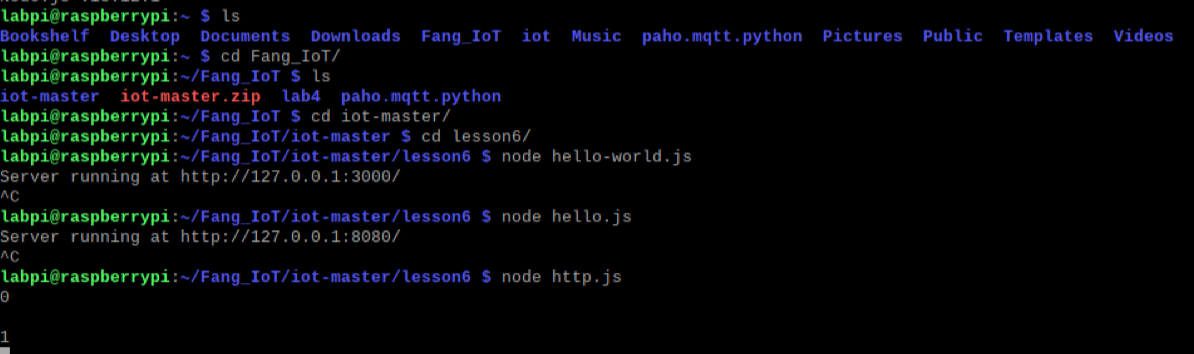 labpi@raspberrypi:~ $ ls
Bookshelf Desktop Documents Downloads Fang_IoT iot Music paho.mqtt.python Pictures Public Templates Videos
labpi@raspberrypi:~ $ cd Fang_IoT/
labpi@raspberrypi:~/Fang_IoT $ ls
iot-master iot-master.zip lab4 paho.mqtt.python
labpi@raspberrypi:~/Fang_IoT $ cd iot-master/
labpi@raspberrypi:~/Fang_IoT/iot-master $ cd lesson6/
labpi@raspberrypi:~/Fang_IoT/iot-master/lesson6 $ node hello-world.js
Server running at http://127.0.0.1:3000/
^C
labpi@raspberrypi:~/Fang_IoT/iot-master/lesson6 $ node hello.js
Server running at http://127.0.0.1:8080/
^C
labpi@raspberrypi:~/Fang_IoT/iot-master/lesson6 $ node http.js
0
1